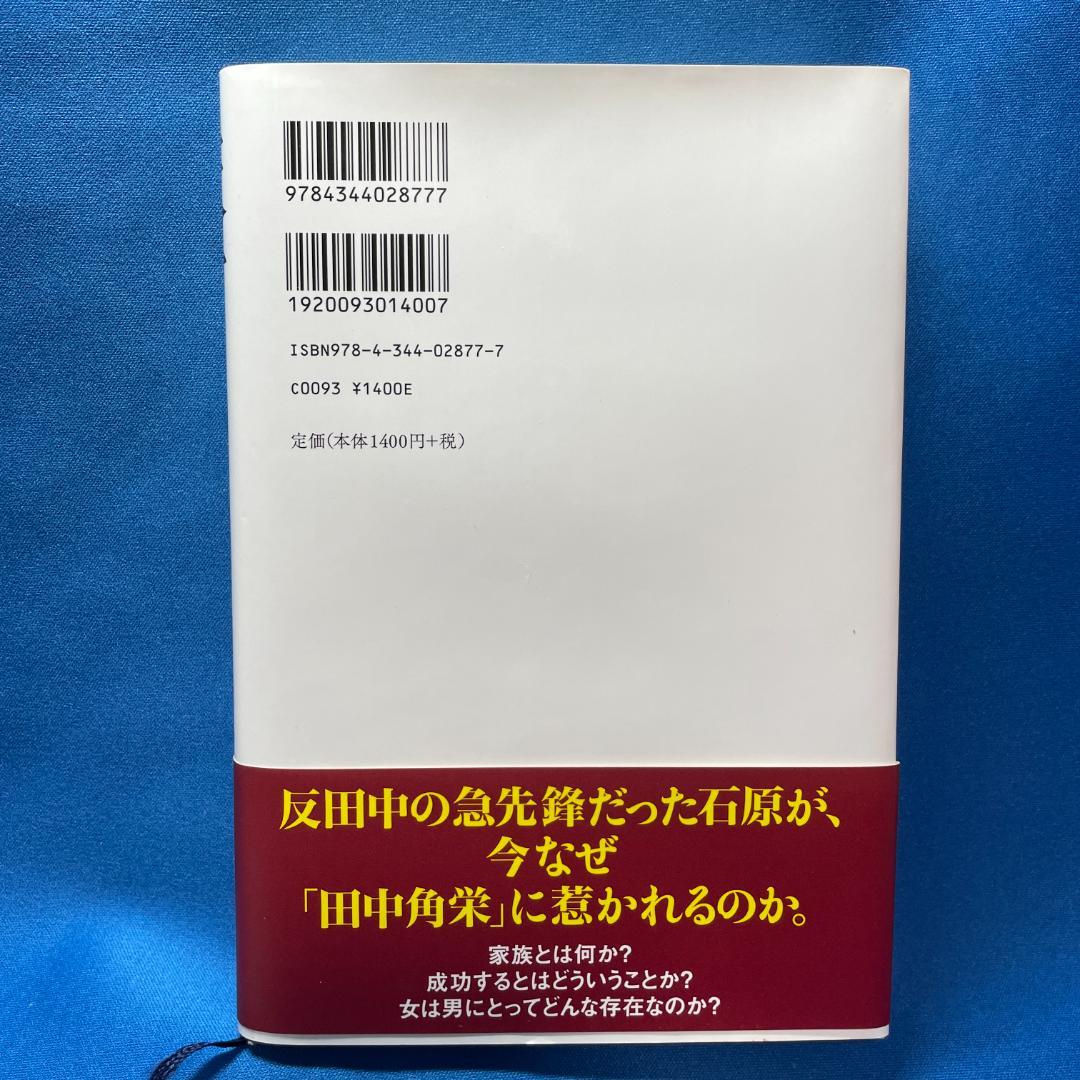 9784344028777
1920093014007
ISBN978-4-344-02877-7
C0093 ¥1400E
定価(本体1400円+税)
反田中の急先鋒だった石原が、
今なぜ
「田中角栄」に惹かれるのか。
家族とは何か?
成功するとはどういうことか?
女は男にとってどんな存在なのか?